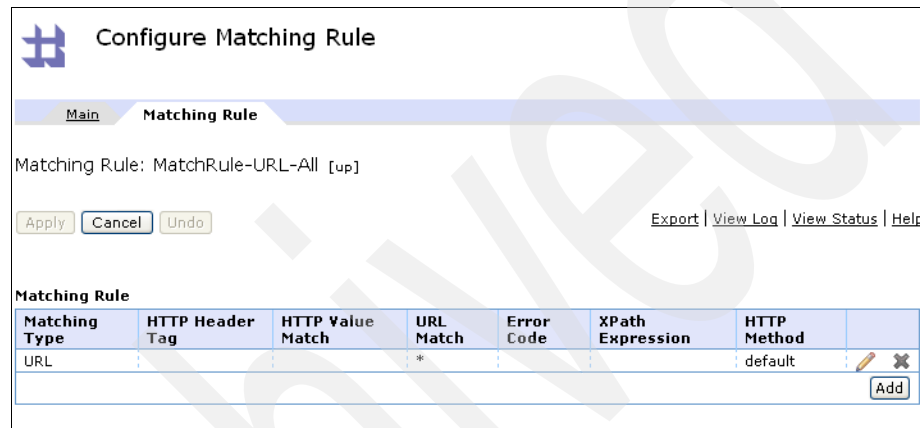 Configure Matching Rule
Main Matching Rule
Matching Rule: MatchRule-URL-All [up]
Apply Cancel Undo Export | View Log | View Status | Help
Matching Rule
Matching Type HTTP Header Tag HTTP Value Match URL Match Error Code XPath Expression HTTP Method
URL * default
Add